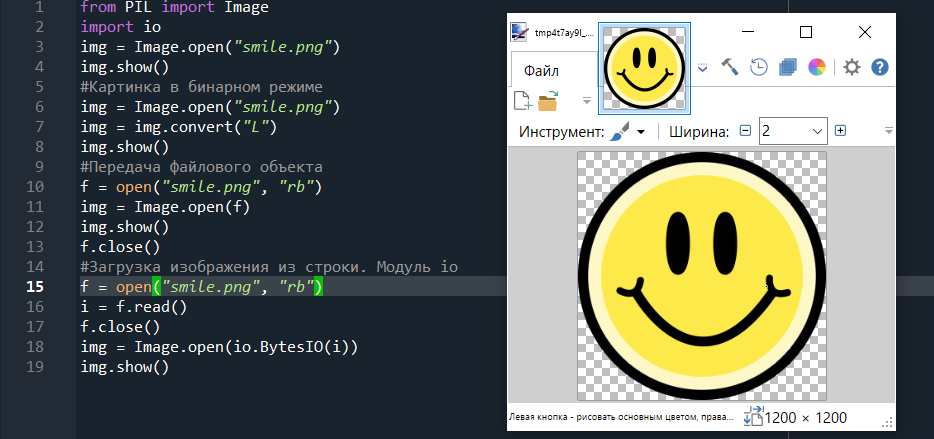 1 from PIL import Image
2 import io
3 img = Image.open("smile.png")
4 img.show()
5 #Картинка в бинарном режиме
6 img = Image.open("smile.png")
7 img = img.convert("L")
8 img.show()
9 #Передача файлового объекта
10 f = open("smile.png", "rb")
11 img = Image.open(f)
12 img.show()
13 f.close()
14 #Загрузка изображения из строки. Модуль io
15 f = open("smile.png", "rb")
16 i = f.read()
17 f.close()
18 img = Image.open(io.BytesIO(i))
19 img.show()
tmp4t7ay9l_...
Файл
Инструмент: Ширина: 2
Левая кнопка - рисовать основным цветом, права... 1200 × 1200